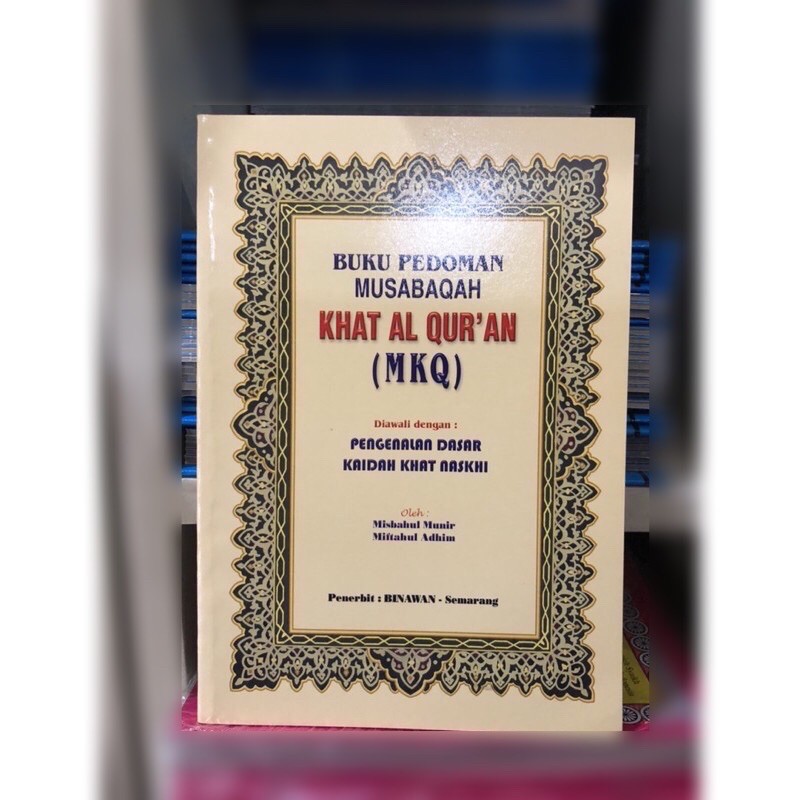 BUKU PEDOMAN
MUSABAQAH
KHAT AL QUR'AN
(MKQ)
Diawali dengan :
PENGENALAN DASAR
KAIDAH KHAT NASKHI
Oleh :
Misbahul Munir
Miftahul Adhim
Penerbit : BINAWAN - Semarang